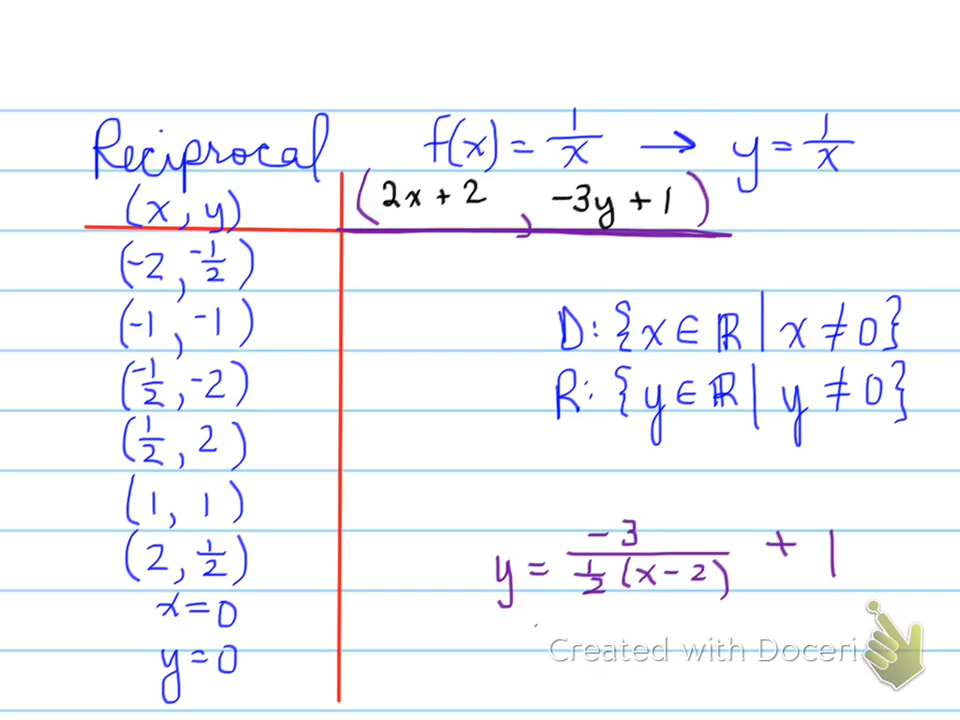 Reciprocal f(x) = 1/x → y = 1/x
(x, y) (2x + 2, -3y + 1)
(-2, -1/2)
(-1, -1) D: {x ∈ ℝ | x ≠ 0}
(-1/2, -2) R: {y ∈ ℝ | y ≠ 0}
(1/2, 2)
(1, 1)
(2, 1/2) y = -3 / (1/2 (x - 2)) + 1
x = 0
y = 0
Created with Doceri